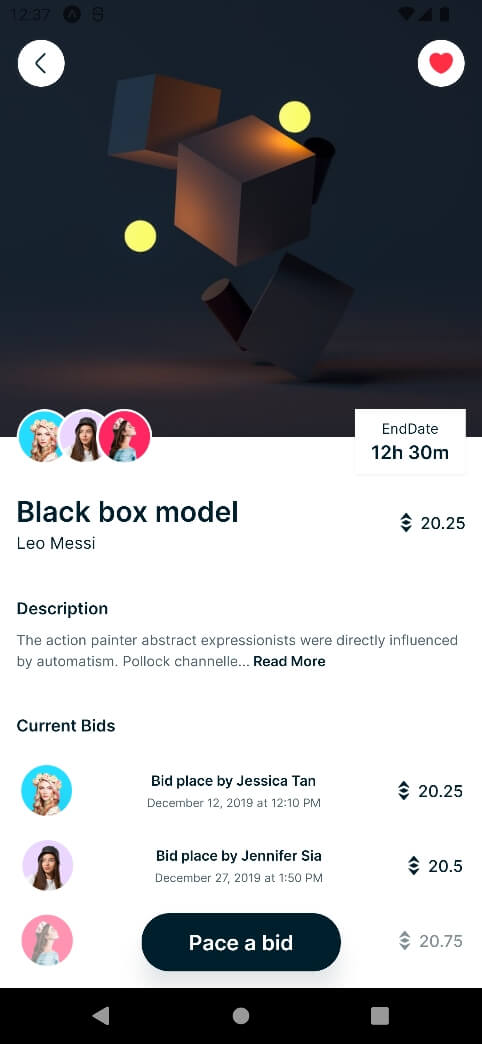 12:37
EndDate
12h 30m
Black box model
20.25
Leo Messi
Description
The action painter abstract expressionists were directly influenced
by automatism. Pollock channelle... Read More
Current Bids
Bid place by Jessica Tan
20.25
December 12, 2019 at 12:10 PM
Bid place by Jennifer Sia
20.5
December 27, 2019 at 1:50 PM
Pace a bid
20.75